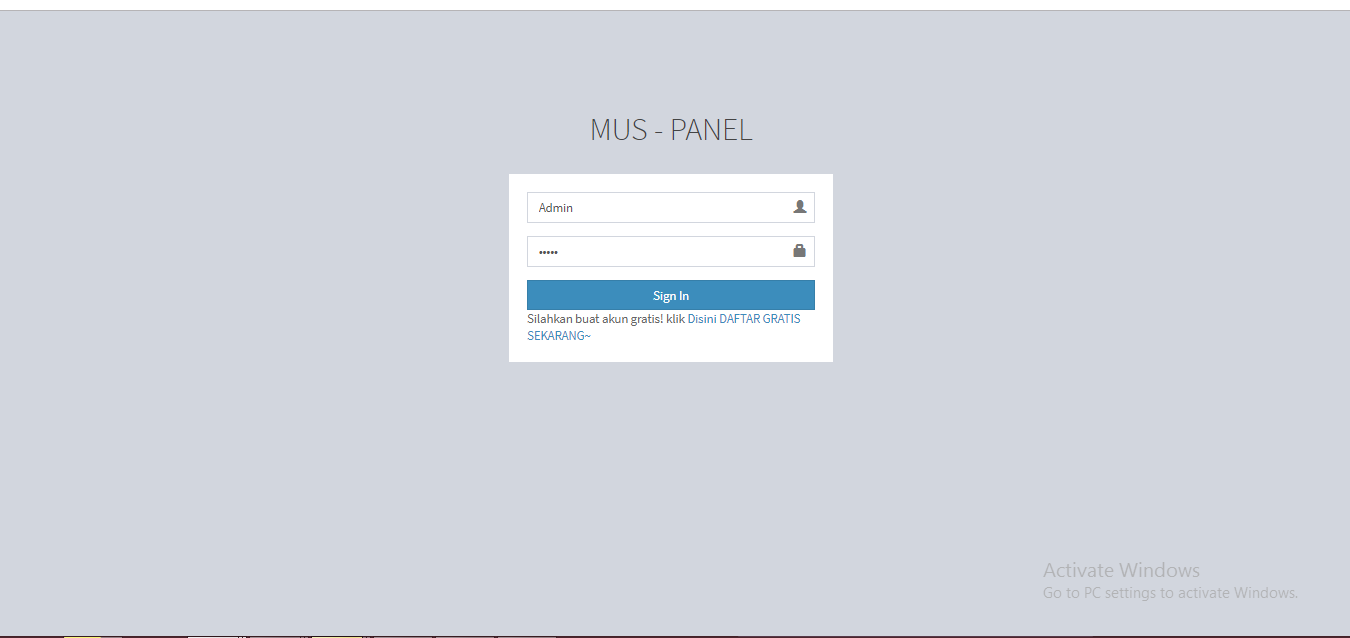 MUS - PANEL
Admin
•••••
Sign In
Silahkan buat akun gratis! klik Disini DAFTAR GRATIS
SEKARANG~
Activate Windows
Go to PC settings to activate Windows.